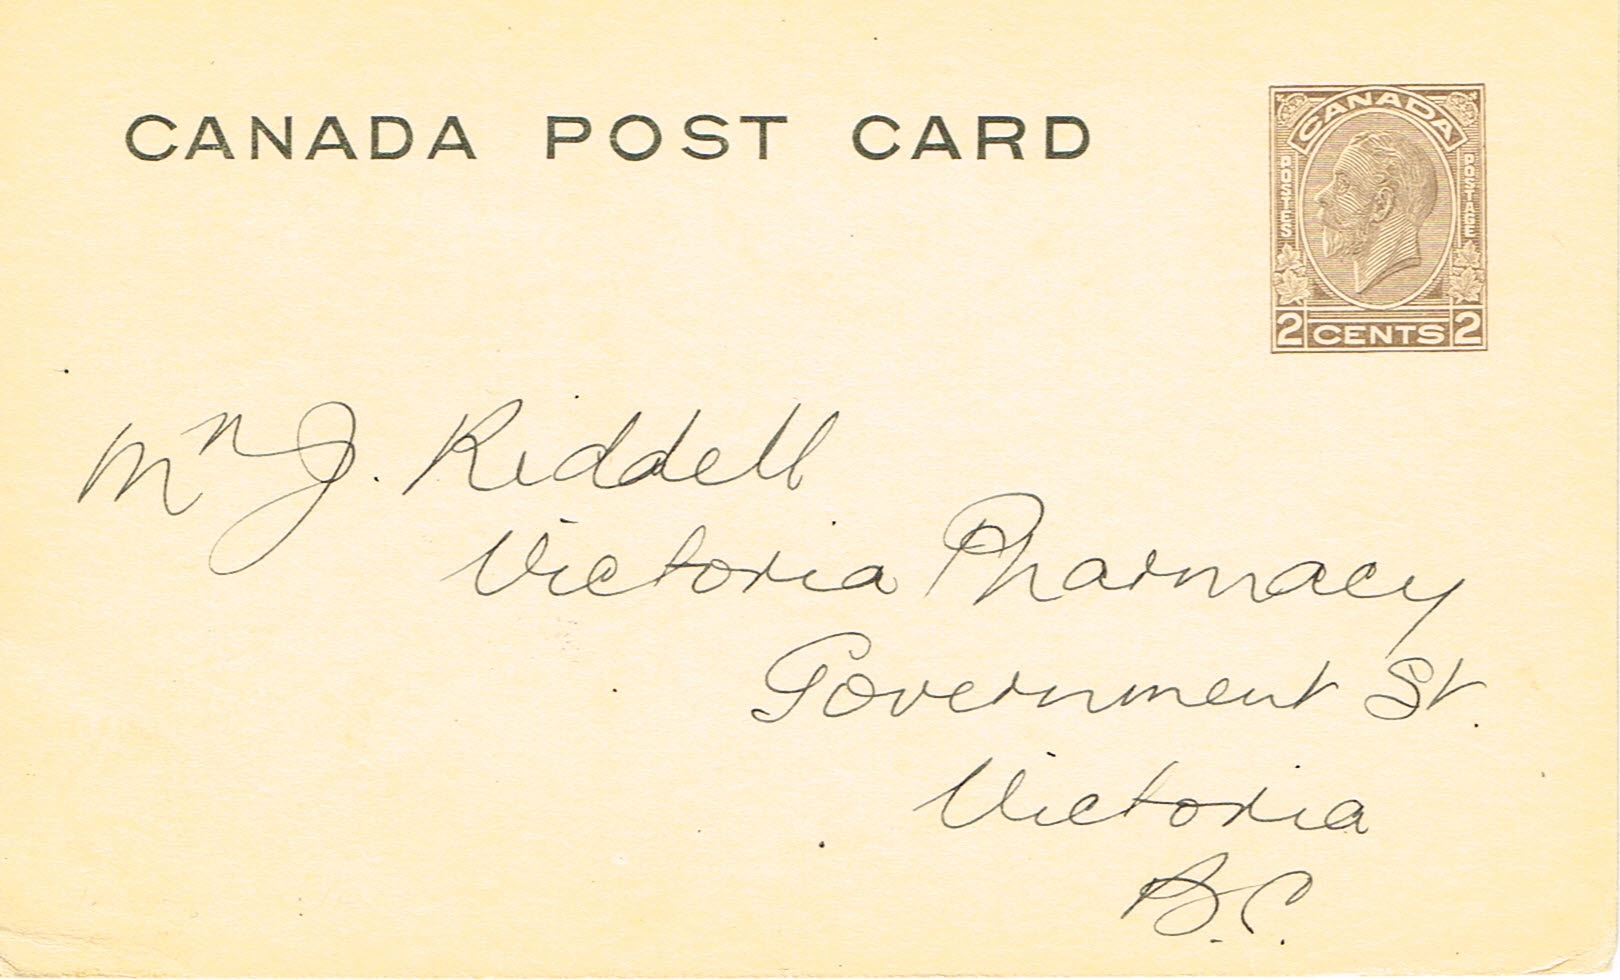 CANADA POST CARD
CANADA
POSTES
POSTAGE
2 CENTS 2
Mr J. Riddell
Victoria Pharmacy
Government St.
Victoria
B.C.